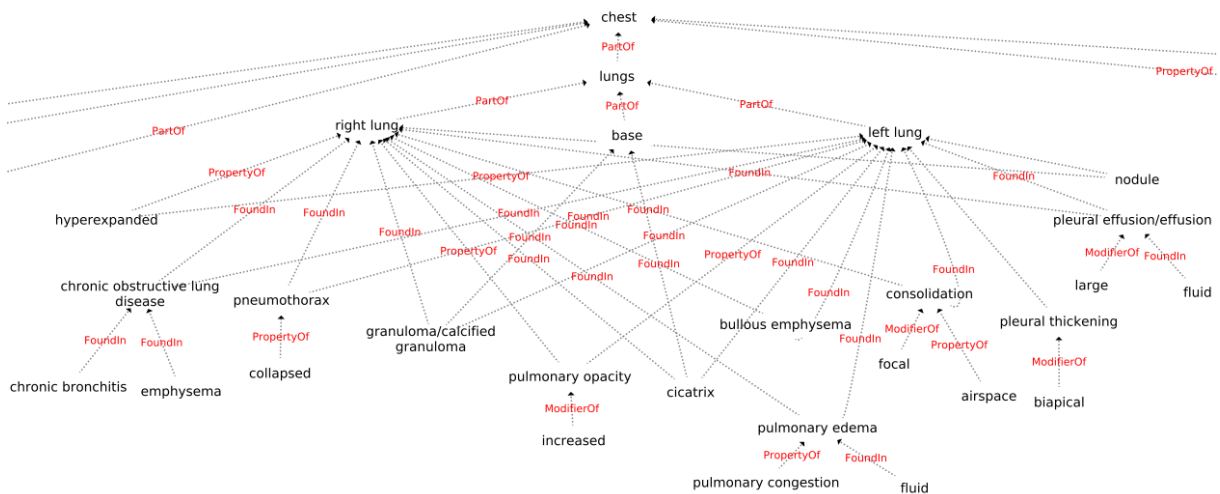 chest
PartOf
PropertyOf
lungs
PartOf
PartOf
PartOf
PartOf
right lung
base
left lung
PropertyOf
PropertyOf
FoundIn
FoundIn
nodule
hyperexpanded
FoundIn
FoundIn
FoundIn
FoundIn
FoundIn
pleural effusion/effusion
FoundIn
FoundIn
FoundIn
FoundIn
PropertyOf
FoundIn
FoundIn
PropertyOf
FoundIn
ModifierOf
FoundIn
FoundIn
FoundIn
FoundIn
chronic obstructive lung
disease
pneumothorax
FoundIn
consolidation
large
fluid
granuloma/calcified
granuloma
bullous emphysema
pleural thickening
FoundIn
FoundIn
PropertyOf
FoundIn
ModifierOf
PropertyOf
focal
ModifierOf
chronic bronchitis
emphysema
collapsed
pulmonary opacity
cicatrix
airspace
biapical
ModifierOf
increased
pulmonary edema
PropertyOf
FoundIn
pulmonary congestion
fluid